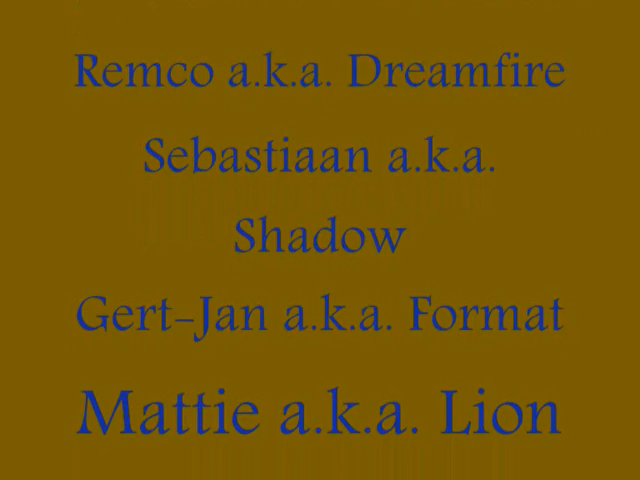 Remco a.k.a. Dreamfire
Sebastiaan a.k.a.
Shadow
Gert-Jan a.k.a. Format
Mattie a.k.a. Lion